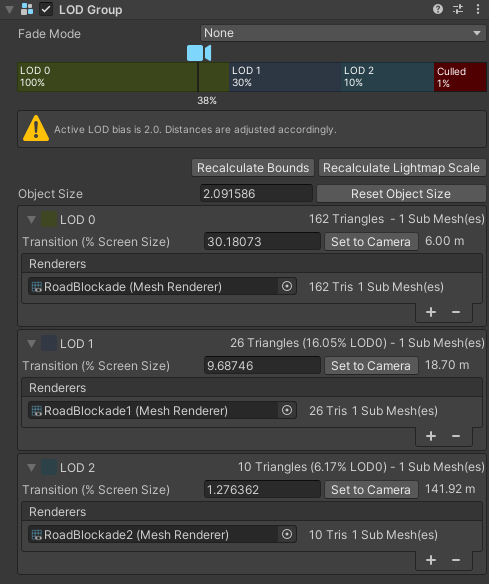 LOD Group
Fade Mode None
LOD 0 LOD 1 LOD 2 Culled
100% 30% 10% 1%
38%
Active LOD bias is 2.0. Distances are adjusted accordingly.
Recalculate Bounds Recalculate Lightmap Scale
Object Size 2.091586 Reset Object Size
LOD 0 162 Triangles - 1 Sub Mesh(es)
Transition (% Screen Size) 30.18073 Set to Camera 6.00 m
Renderers
RoadBlockade (Mesh Renderer) 162 Tris 1 Sub Mesh(es)
+ −
LOD 1 26 Triangles (16.05% LOD0) - 1 Sub Mesh(es)
Transition (% Screen Size) 9.68746 Set to Camera 18.70 m
Renderers
RoadBlockade1 (Mesh Renderer) 26 Tris 1 Sub Mesh(es)
+ −
LOD 2 10 Triangles (6.17% LOD0) - 1 Sub Mesh(es)
Transition (% Screen Size) 1.276362 Set to Camera 141.92 m
Renderers
RoadBlockade2 (Mesh Renderer) 10 Tris 1 Sub Mesh(es)
+ −